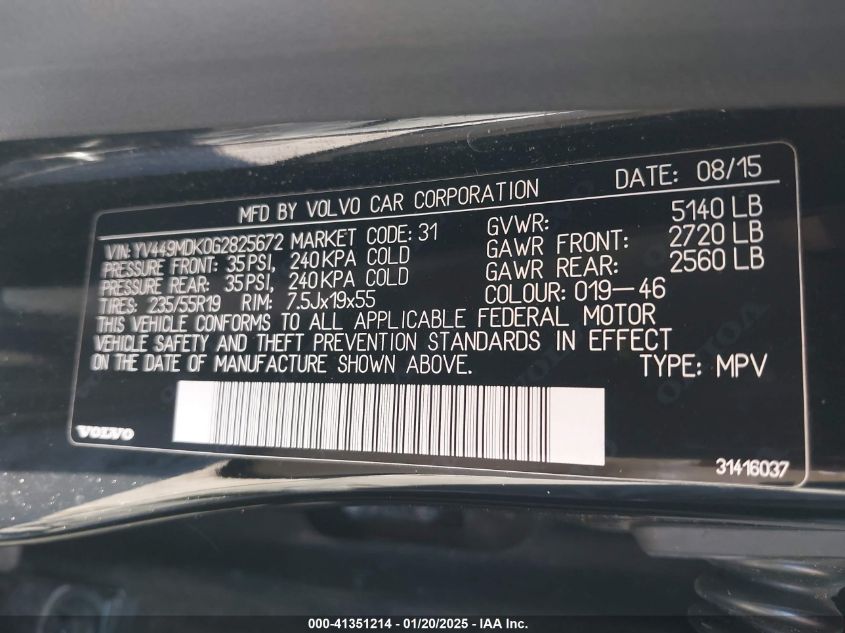 MFD BY VOLVO CAR CORPORATION DATE: 08/15
VIN: YV449MDK0G2825672 MARKET CODE: 31 GVWR: 5140 LB
PRESSURE FRONT: 35PSI, 240KPA COLD GAWR FRONT: 2720 LB
PRESSURE REAR: 35PSI, 240KPA COLD GAWR REAR: 2560 LB
TIRES: 235/55R19 RIM: 7.5Jx19x55 COLOUR: 019-46
THIS VEHICLE CONFORMS TO ALL APPLICABLE FEDERAL MOTOR
VEHICLE SAFETY AND THEFT PREVENTION STANDARDS IN EFFECT
ON THE DATE OF MANUFACTURE SHOWN ABOVE. TYPE: MPV
VOLVO
31416037
000-41351214 - 01/20/2025 - IAA Inc.